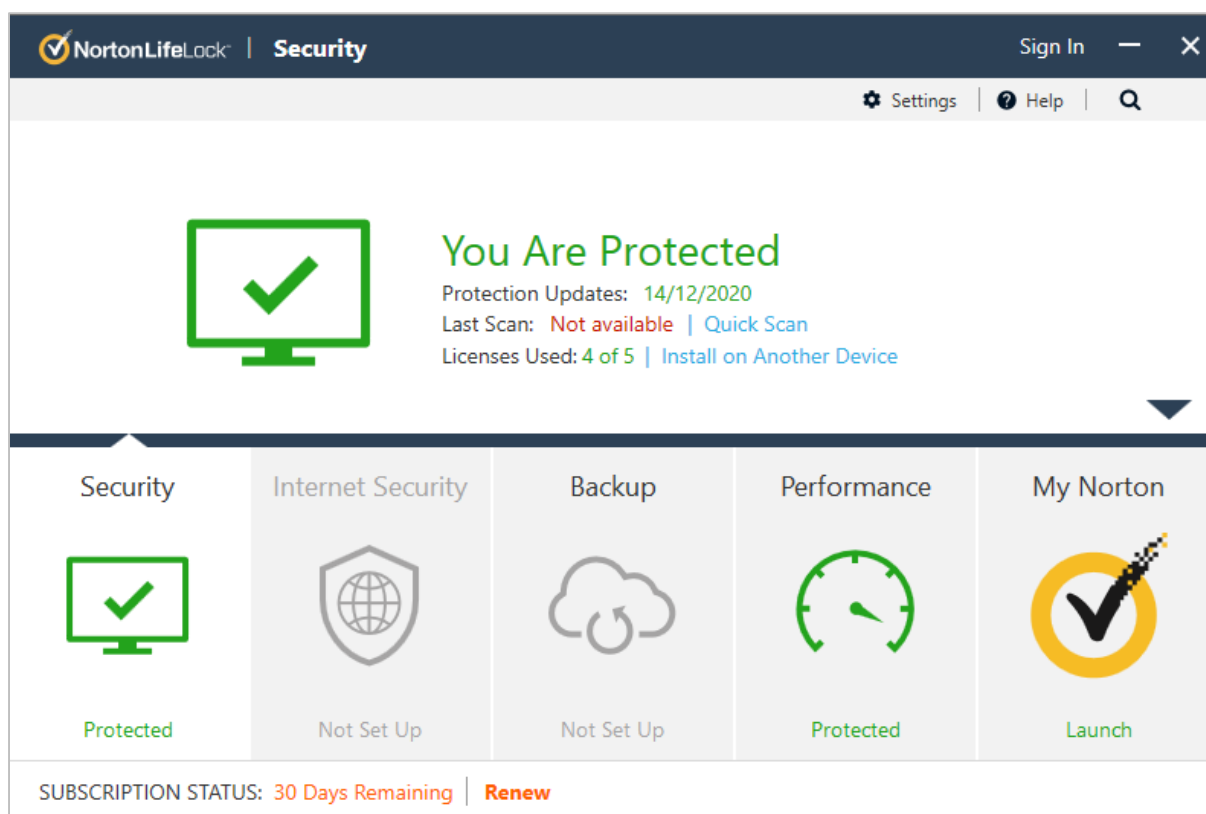 NortonLifeLock | Security Sign In
Settings | Help |
You Are Protected
Protection Updates: 14/12/2020
Last Scan: Not available | Quick Scan
Licenses Used: 4 of 5 | Install on Another Device
Security Internet Security Backup Performance My Norton
Protected Not Set Up Not Set Up Protected Launch
SUBSCRIPTION STATUS: 30 Days Remaining | Renew